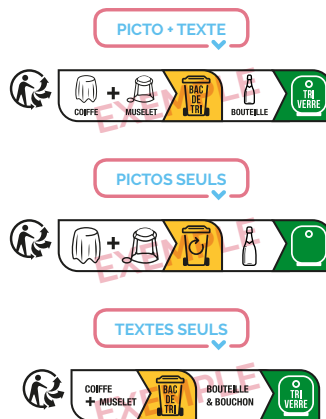 PICTO + TEXTE
COIFFE + MUSELET
BAC
DE
TRI
BOUTEILLE
TRI
VERRE
EXEMPLE
PICTOS SEULS
+
EXEMPLE
TEXTES SEULS
COIFFE
+ MUSELET
BAC
DE
TRI
BOUTEILLE
& BOUCHON
TRI
VERRE
EXEMPLE